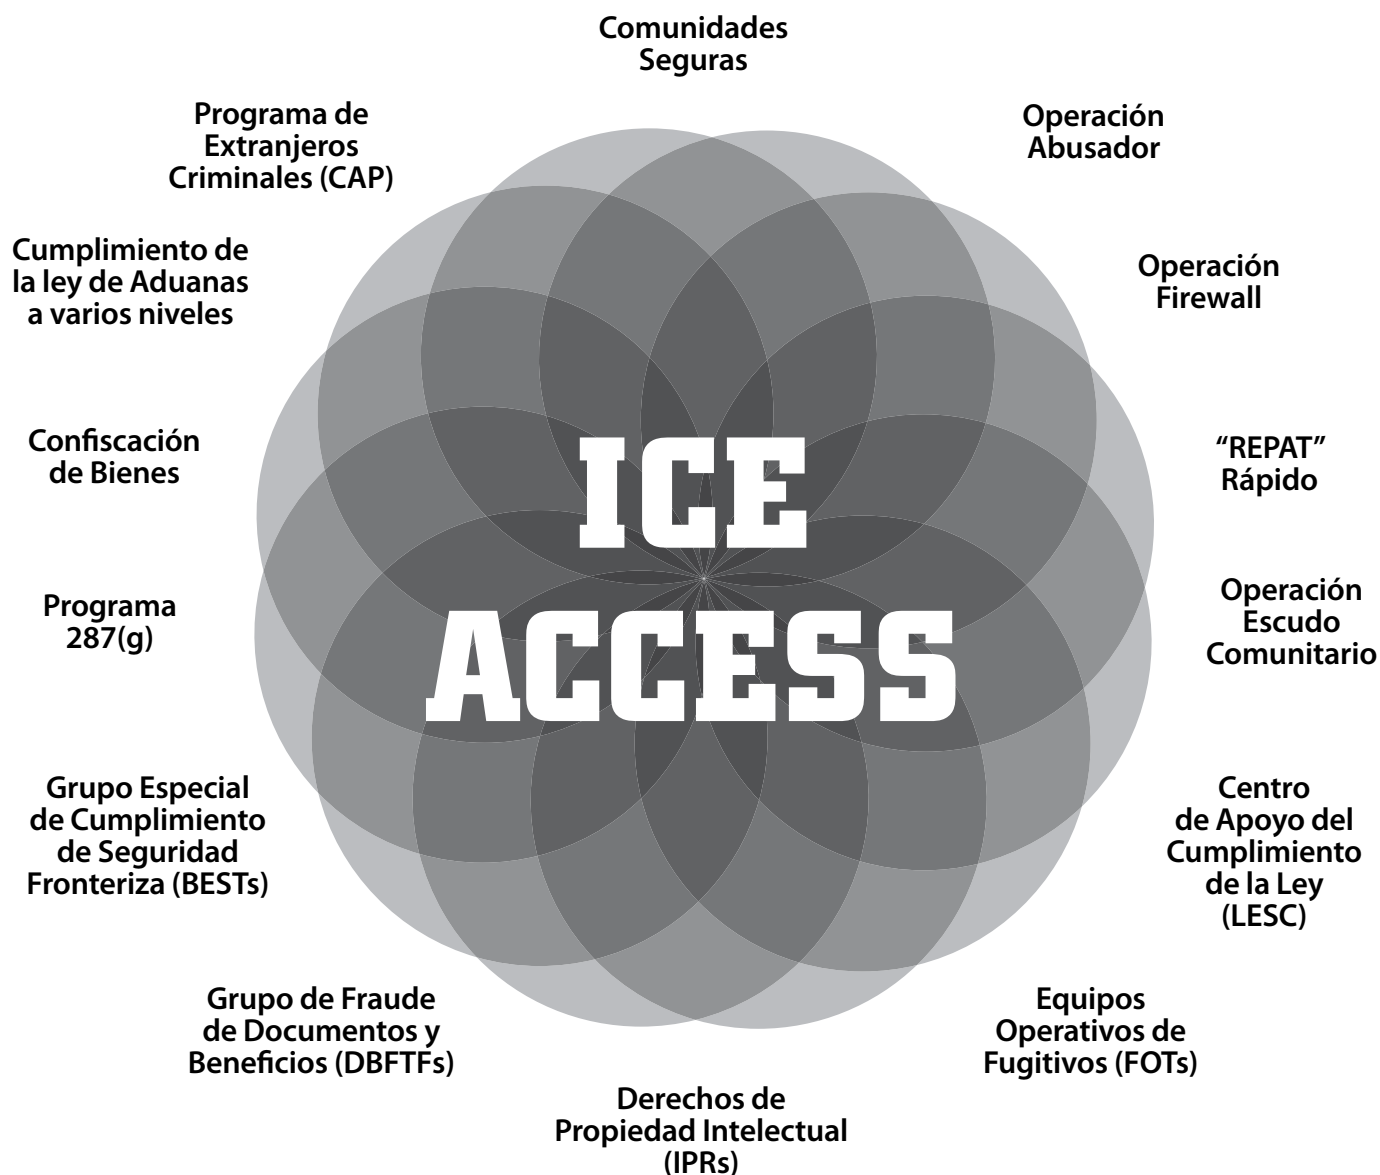 Comunidades
Seguras
Programa de
Extranjeros
Criminales (CAP)
Operación
Abusador
Cumplimiento de
la ley de Aduanas
a varios niveles
Operación
Firewall
Confiscación
de Bienes
ICE
ACCESS
“REPAT”
Rápido
Programa
287(g)
Operación
Escudo
Comunitario
Grupo Especial
de Cumplimiento
de Seguridad
Fronteriza (BESTs)
Centro
de Apoyo del
Cumplimiento
de la Ley
(LESC)
Grupo de Fraude
de Documentos y
Beneficios (DBFTFs)
Equipos
Operativos de
Fugitivos (FOTs)
Derechos de
Propiedad Intelectual
(IPRs)